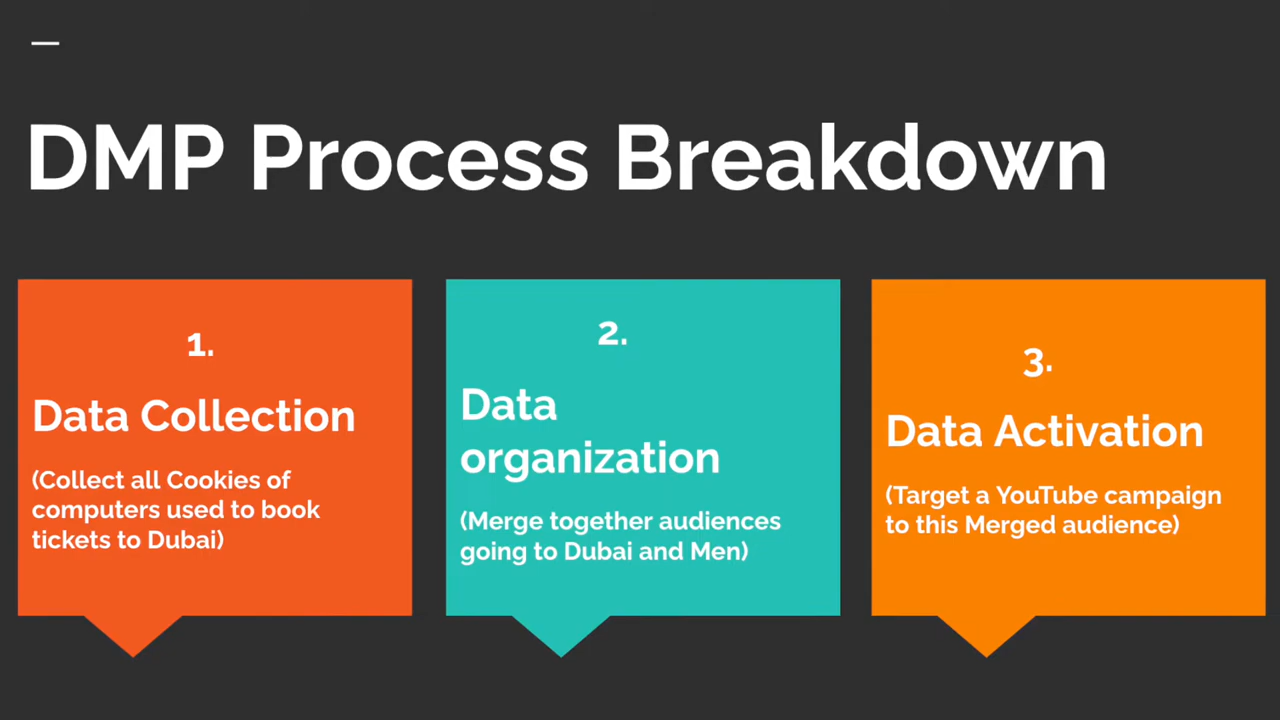 DMP Process Breakdown
1.
Data Collection
(Collect all Cookies of
computers used to book
tickets to Dubai)
2.
Data
organization
(Merge together audiences
going to Dubai and Men)
3.
Data Activation
(Target a YouTube campaign
to this Merged audience)